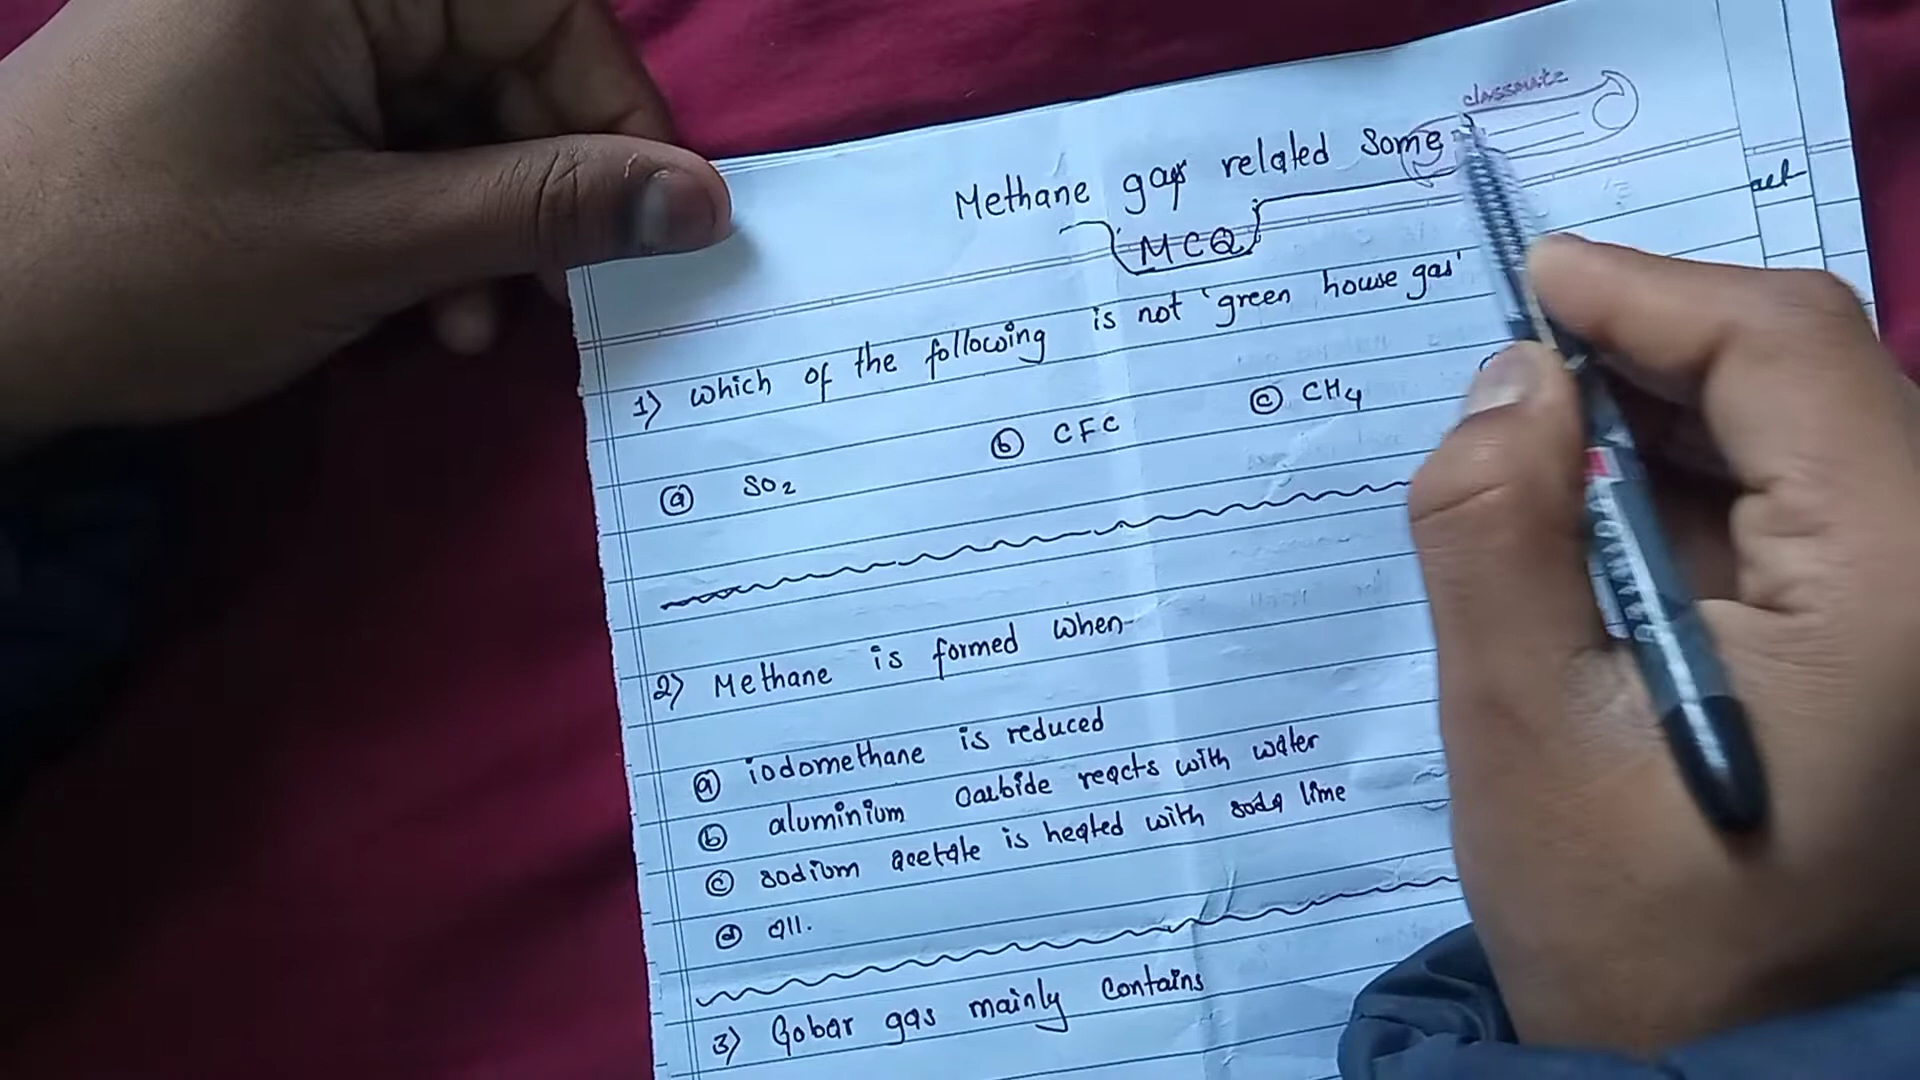 classmate
Methane gas related Some
MCQ
act
1) Which of the following is not 'green house gas'
(a) SO2 (b) CFC (c) CH4
2) Methane is formed when-
(a) iodomethane is reduced
(b) aluminium carbide reacts with water
(c) sodium acetate is heated with soda lime
(d) all.
3) Gobar gas mainly contains